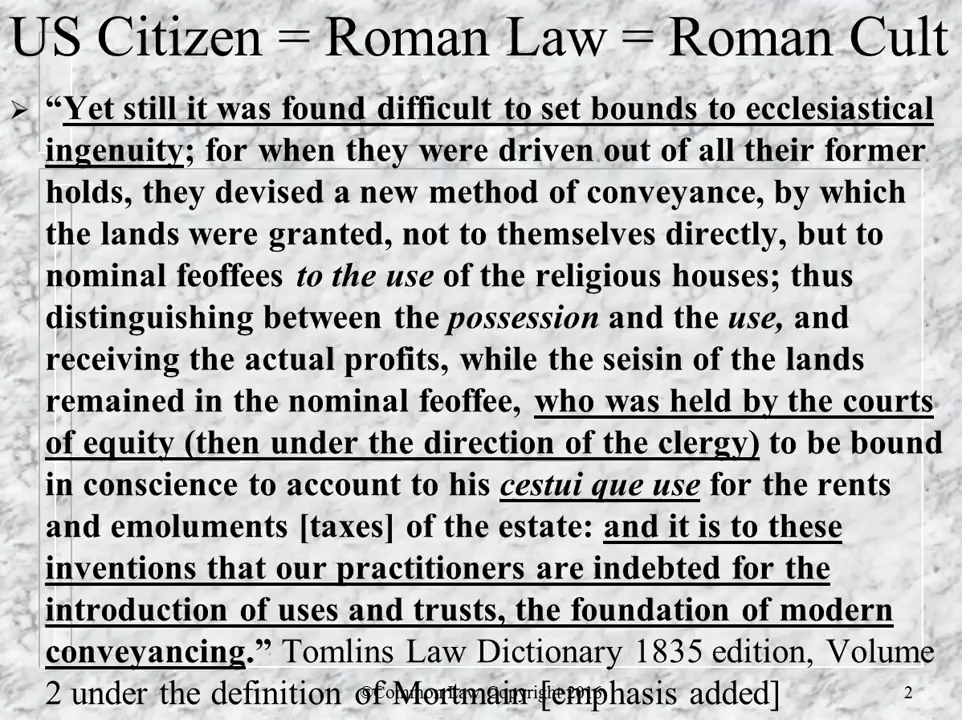 US Citizen = Roman Law = Roman Cult
➢ “Yet still it was found difficult to set bounds to ecclesiastical
ingenuity; for when they were driven out of all their former
holds, they devised a new method of conveyance, by which
the lands were granted, not to themselves directly, but to
nominal feoffees to the use of the religious houses; thus
distinguishing between the possession and the use, and
receiving the actual profits, while the seisin of the lands
remained in the nominal feoffee, who was held by the courts
of equity (then under the direction of the clergy) to be bound
in conscience to account to his cestui que use for the rents
and emoluments [taxes] of the estate: and it is to these
inventions that our practitioners are indebted for the
introduction of uses and trusts, the foundation of modern
conveyancing.” Tomlins Law Dictionary 1835 edition, Volume
2 under the definition of Mortmain [emphasis added]
©Common Law Copyright 2016
2